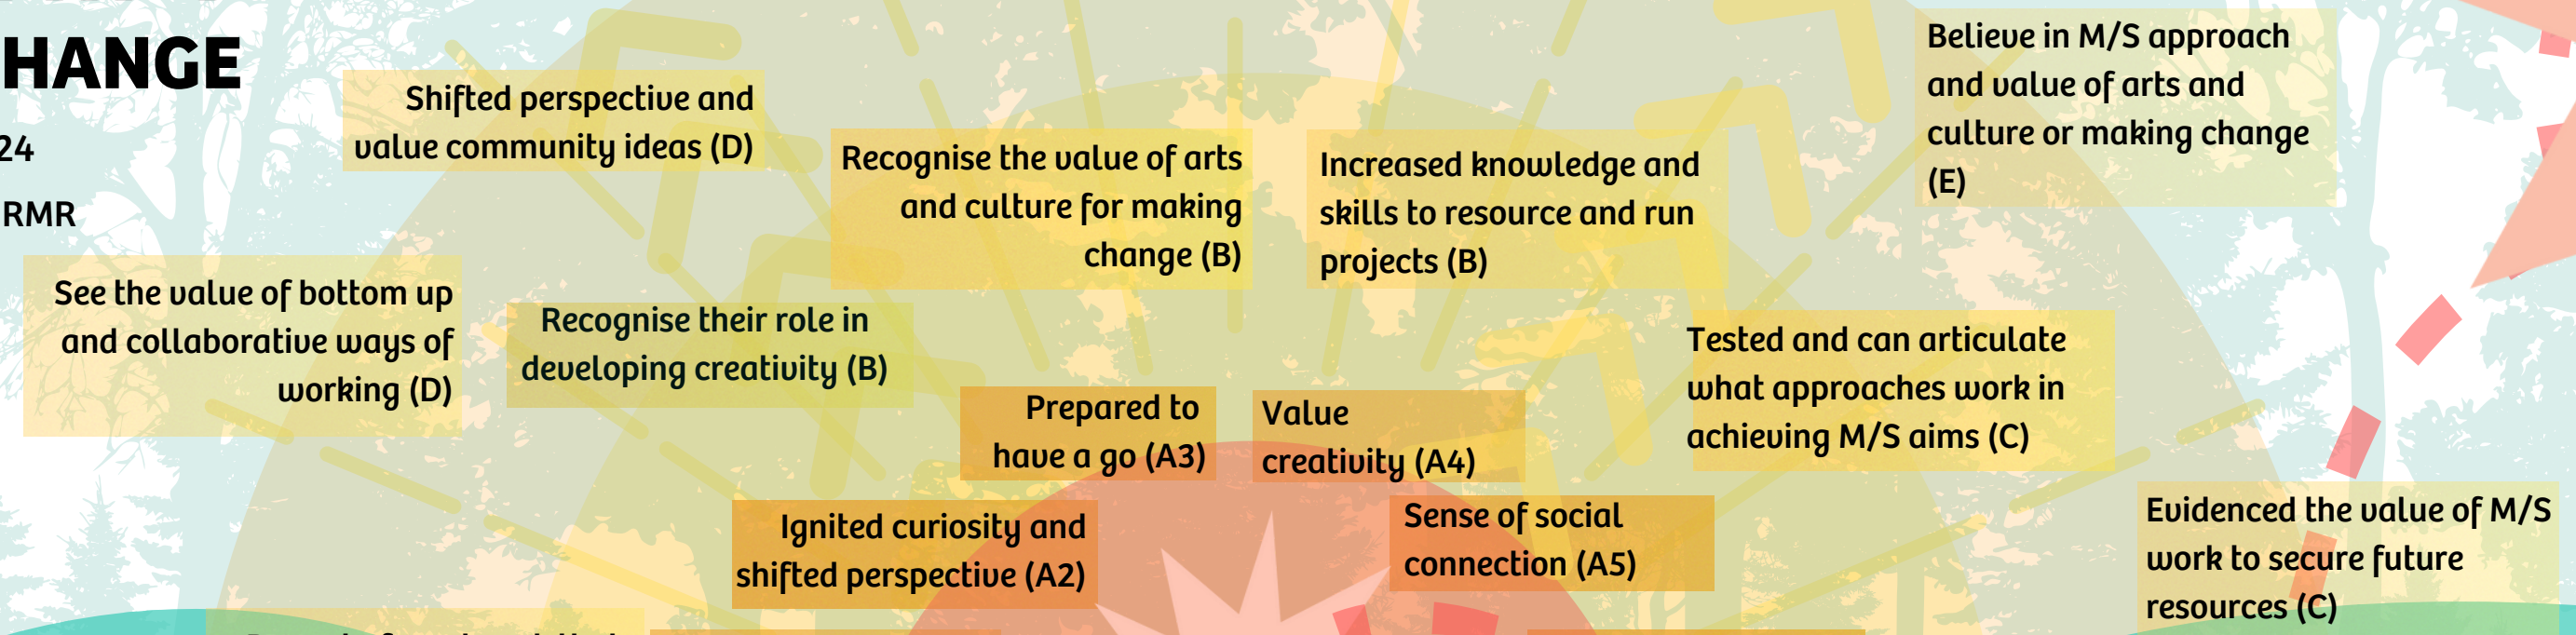 HANGE
24
RMR
Shifted perspective and
value community ideas (D)
Recognise the value of arts
and culture for making
change (B)
Increased knowledge and
skills to resource and run
projects (B)
Believe in M/S approach
and value of arts and
culture or making change
(E)
See the value of bottom up
and collaborative ways of
working (D)
Recognise their role in
developing creativity (B)
Prepared to
have a go (A3)
Value
creativity (A4)
Tested and can articulate
what approaches work in
achieving M/S aims (C)
Ignited curiosity and
shifted perspective (A2)
Sense of social
connection (A5)
Evidenced the value of M/S
work to secure future
resources (C)